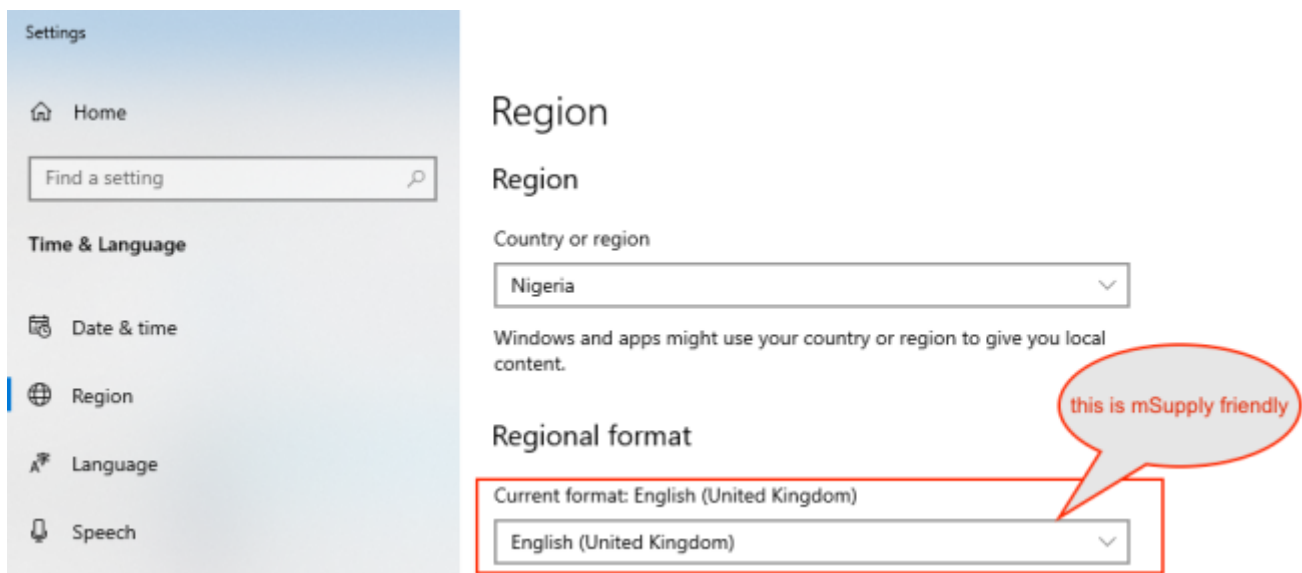 Settings
Home
Find a setting
Time & Language
Date & time
Region
Language
Speech
Region
Region
Country or region
Nigeria
Windows and apps might use your country or region to give you local
content.
this is mSupply friendly
Regional format
Current format: English (United Kingdom)
English (United Kingdom)